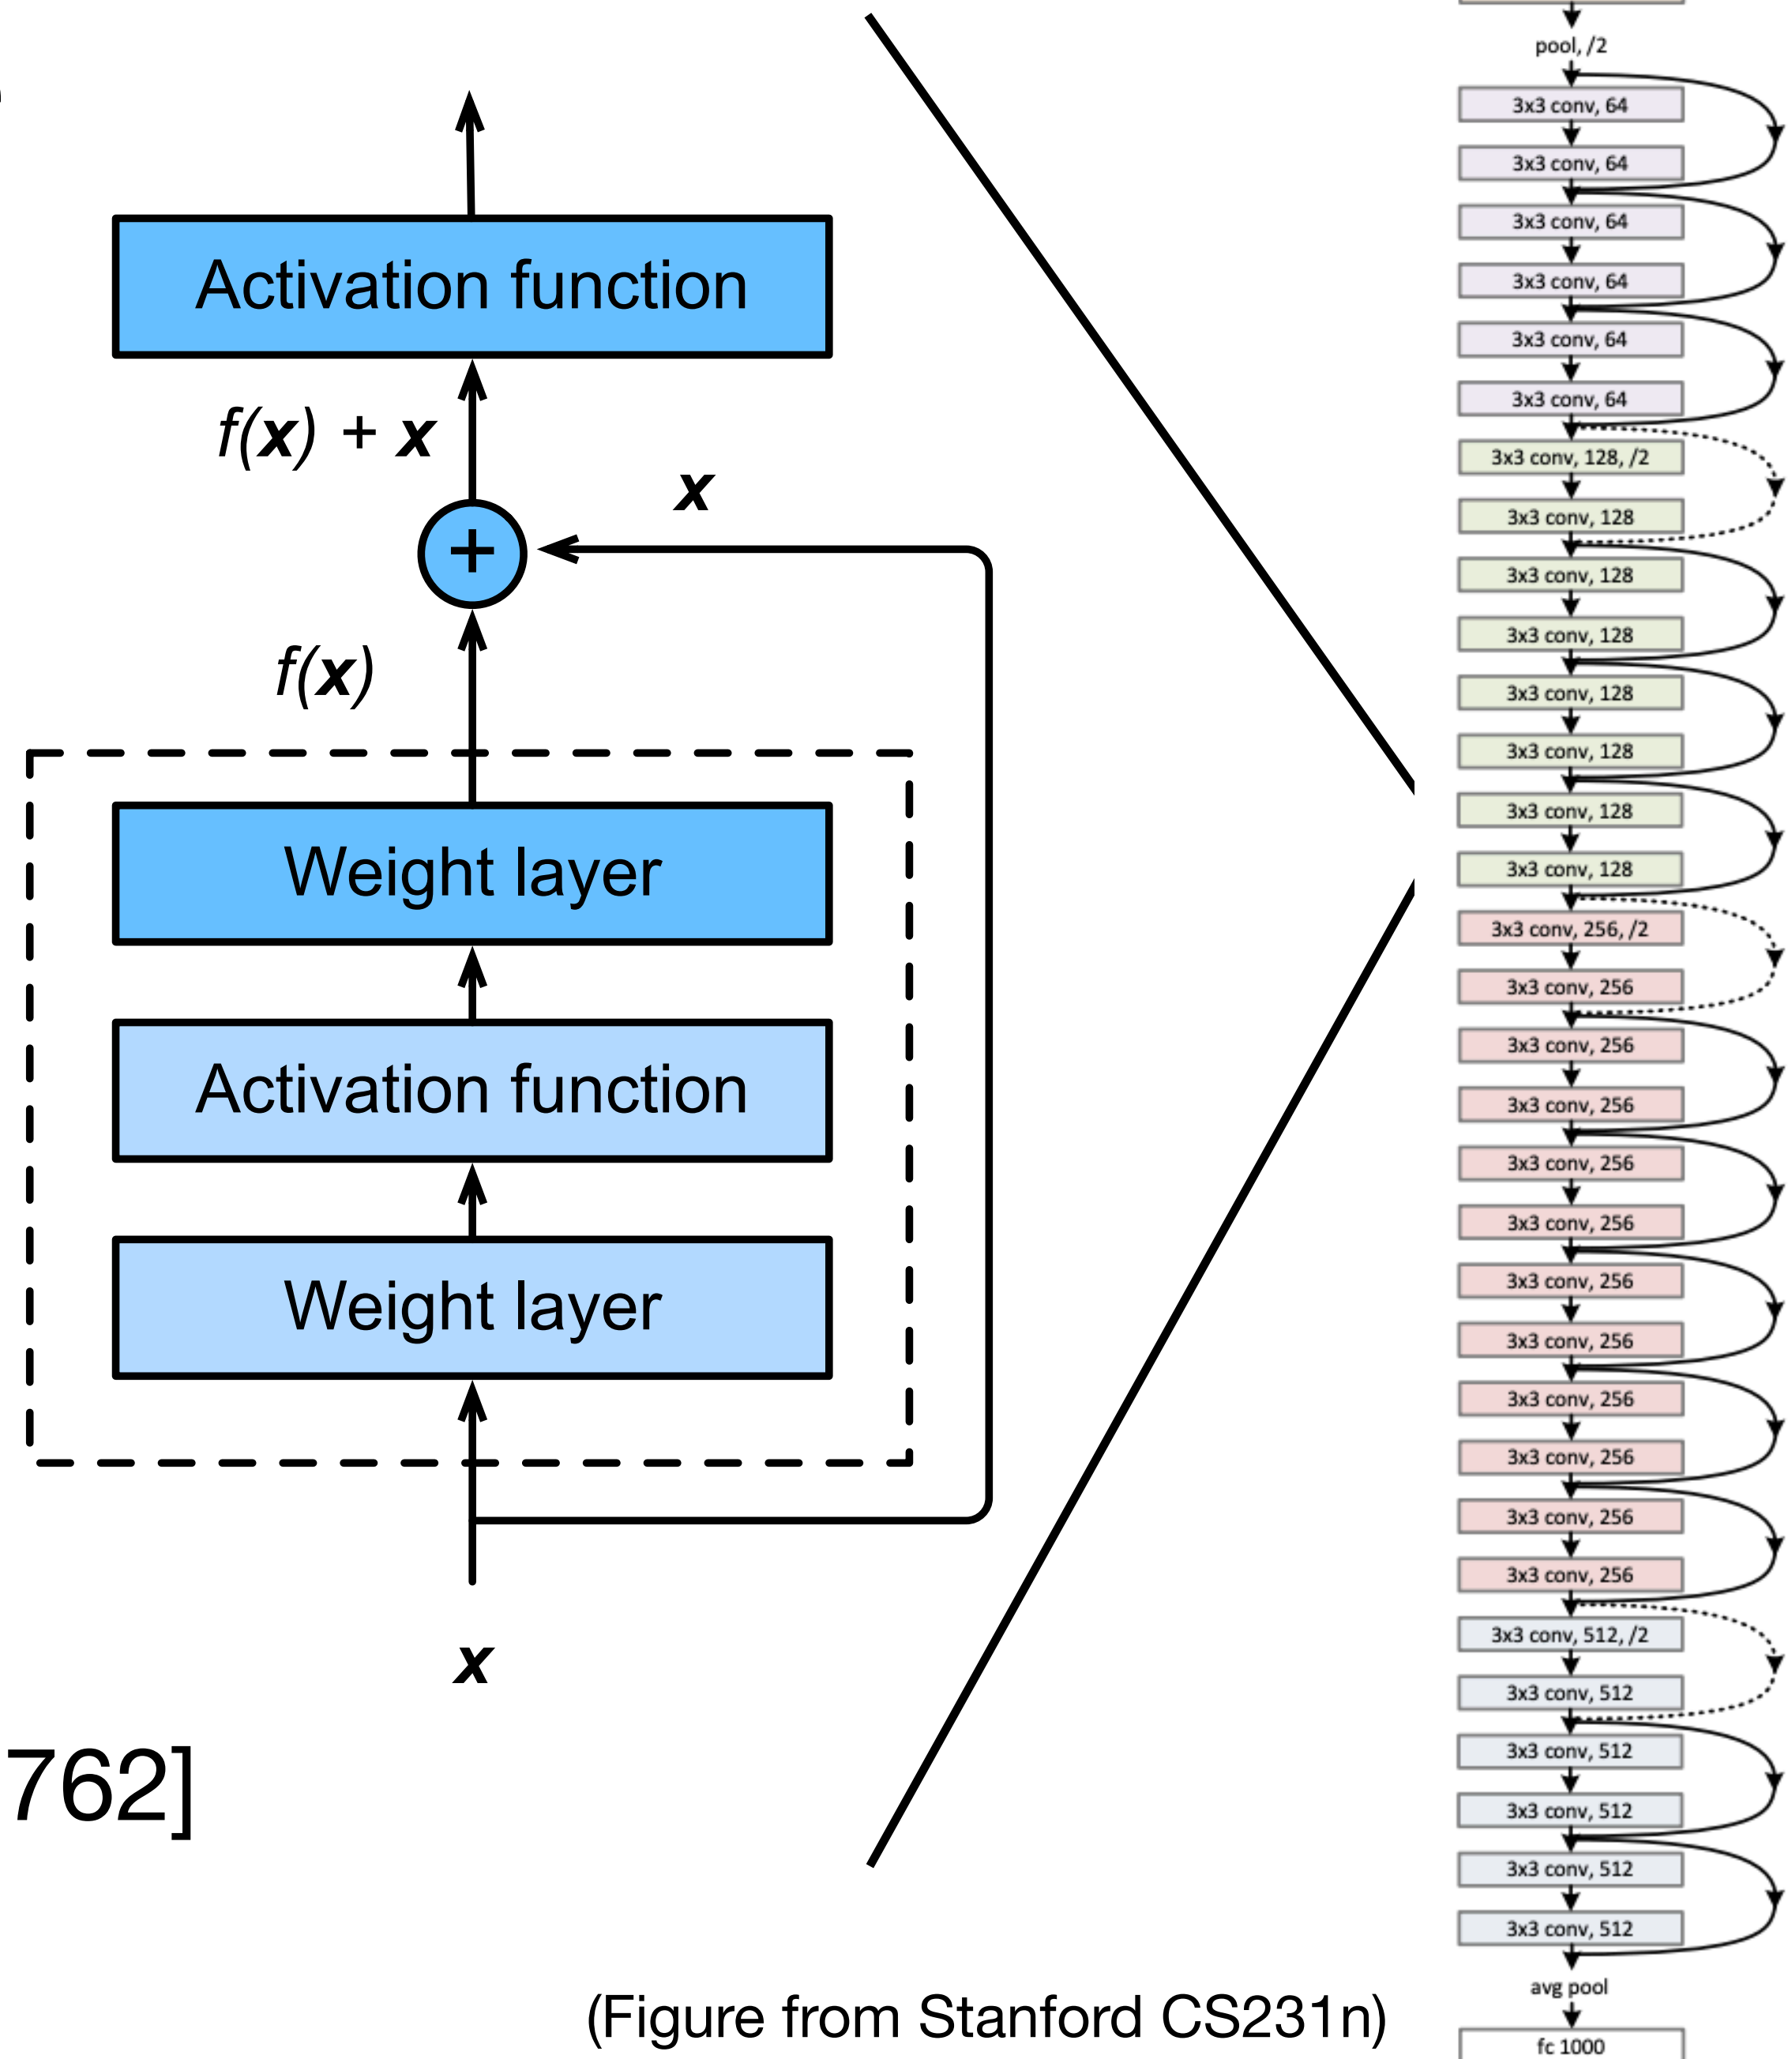 Activation function
f(x) + x
x
+
f(x)
Weight layer
Activation function
Weight layer
x
762]
(Figure from Stanford CS231n)
pool, /2
3x3 conv, 64
3x3 conv, 64
3x3 conv, 64
3x3 conv, 64
3x3 conv, 64
3x3 conv, 64
3x3 conv, 128, /2
3x3 conv, 128
3x3 conv, 128
3x3 conv, 128
3x3 conv, 128
3x3 conv, 128
3x3 conv, 128
3x3 conv, 128
3x3 conv, 256, /2
3x3 conv, 256
3x3 conv, 256
3x3 conv, 256
3x3 conv, 256
3x3 conv, 256
3x3 conv, 256
3x3 conv, 256
3x3 conv, 256
3x3 conv, 256
3x3 conv, 256
3x3 conv, 256
3x3 conv, 512, /2
3x3 conv, 512
3x3 conv, 512
3x3 conv, 512
3x3 conv, 512
3x3 conv, 512
avg pool
fc 1000